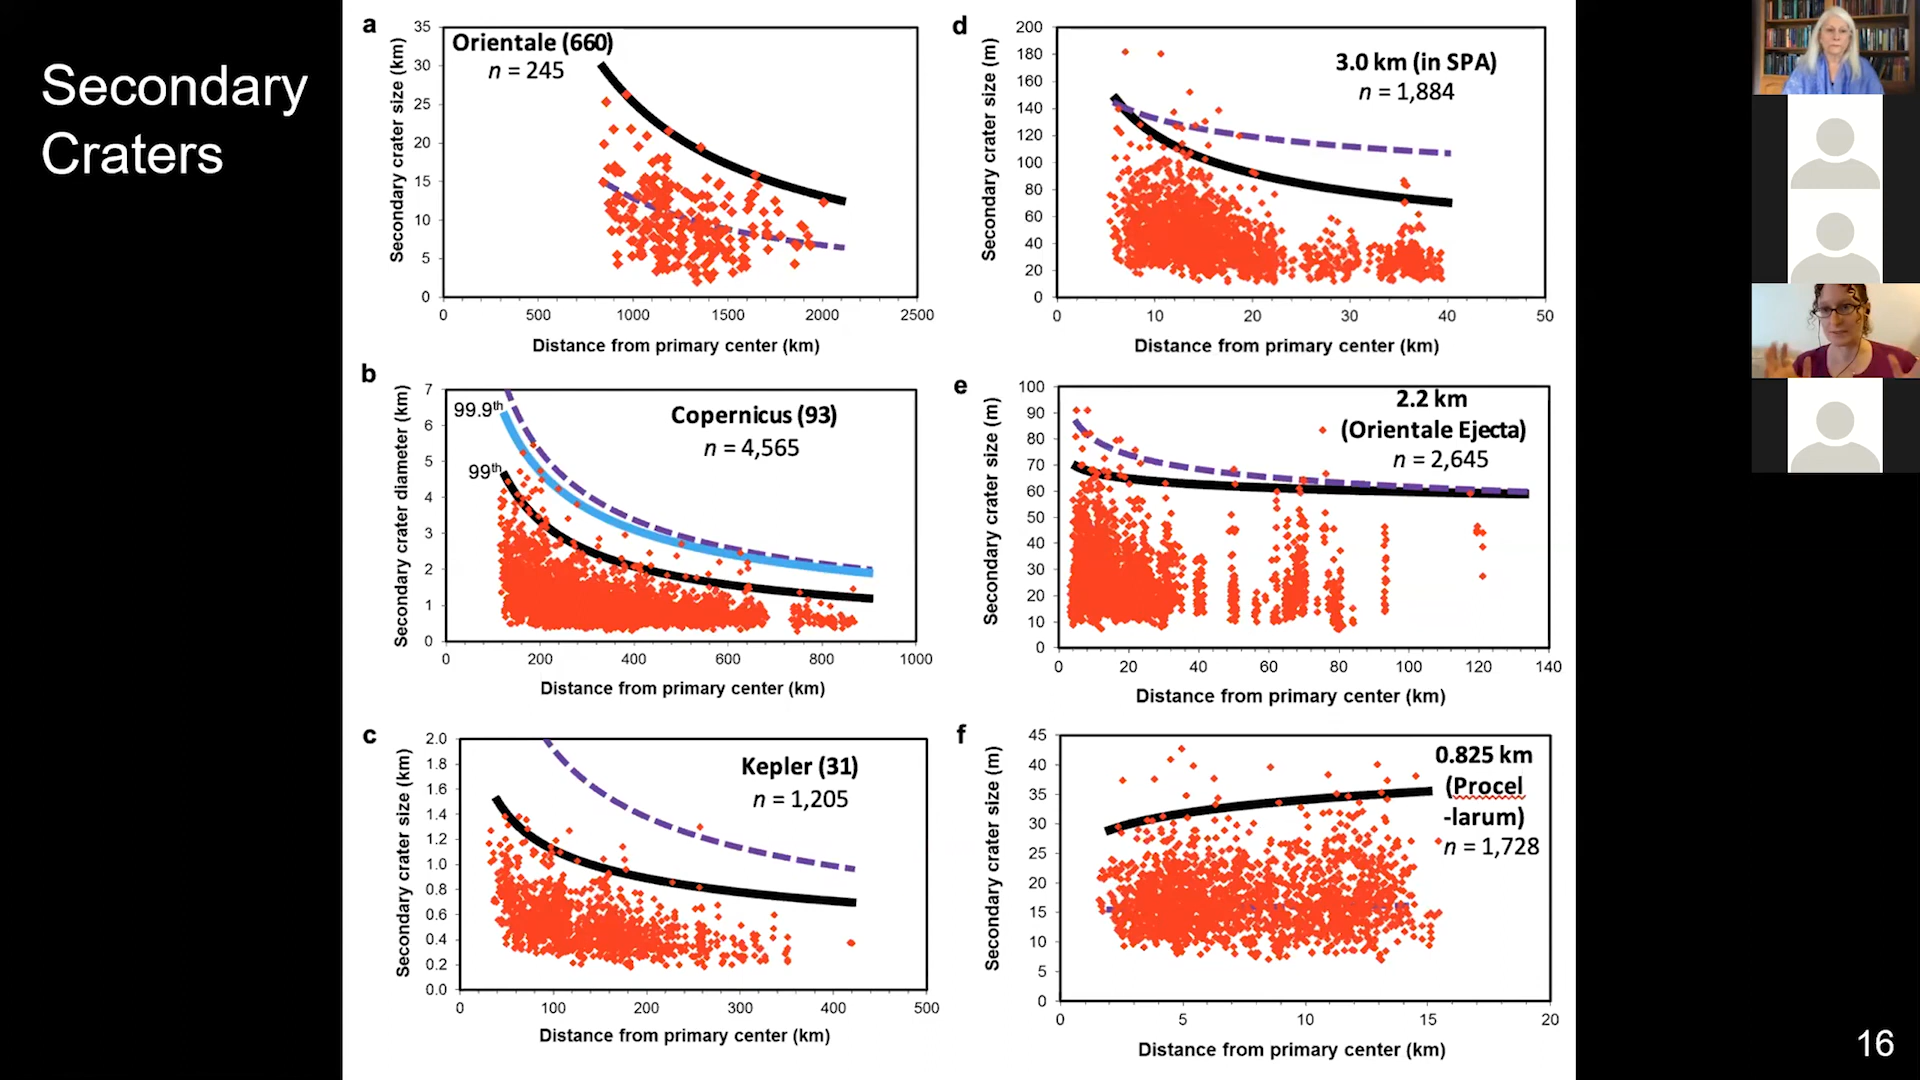 Secondary
Craters
a
Orientale (660)
n = 245
Secondary crater size (km)
35
30
25
20
15
10
5
0
0 500 1000 1500 2000 2500
Distance from primary center (km)
b
99.9th
99th
Copernicus (93)
n = 4,565
Secondary crater diameter (km)
7
6
5
4
3
2
1
0
0 200 400 600 800 1000
Distance from primary center (km)
c
Kepler (31)
n = 1,205
Secondary crater size (km)
2.0
1.8
1.6
1.4
1.2
1.0
0.8
0.6
0.4
0.2
0.0
0 100 200 300 400 500
Distance from primary center (km)
d
3.0 km (in SPA)
n = 1,884
Secondary crater size (m)
200
180
160
140
120
100
80
60
40
20
0
0 10 20 30 40 50
Distance from primary center (km)
e
2.2 km
(Orientale Ejecta)
n = 2,645
Secondary crater size (m)
100
90
80
70
60
50
40
30
20
10
0
0 20 40 60 80 100 120 140
Distance from primary center (km)
f
0.825 km
(Procel
-larum)
n = 1,728
Secondary crater size (m)
45
40
35
30
25
20
15
10
5
0
0 5 10 15 20
Distance from primary center (km)
16